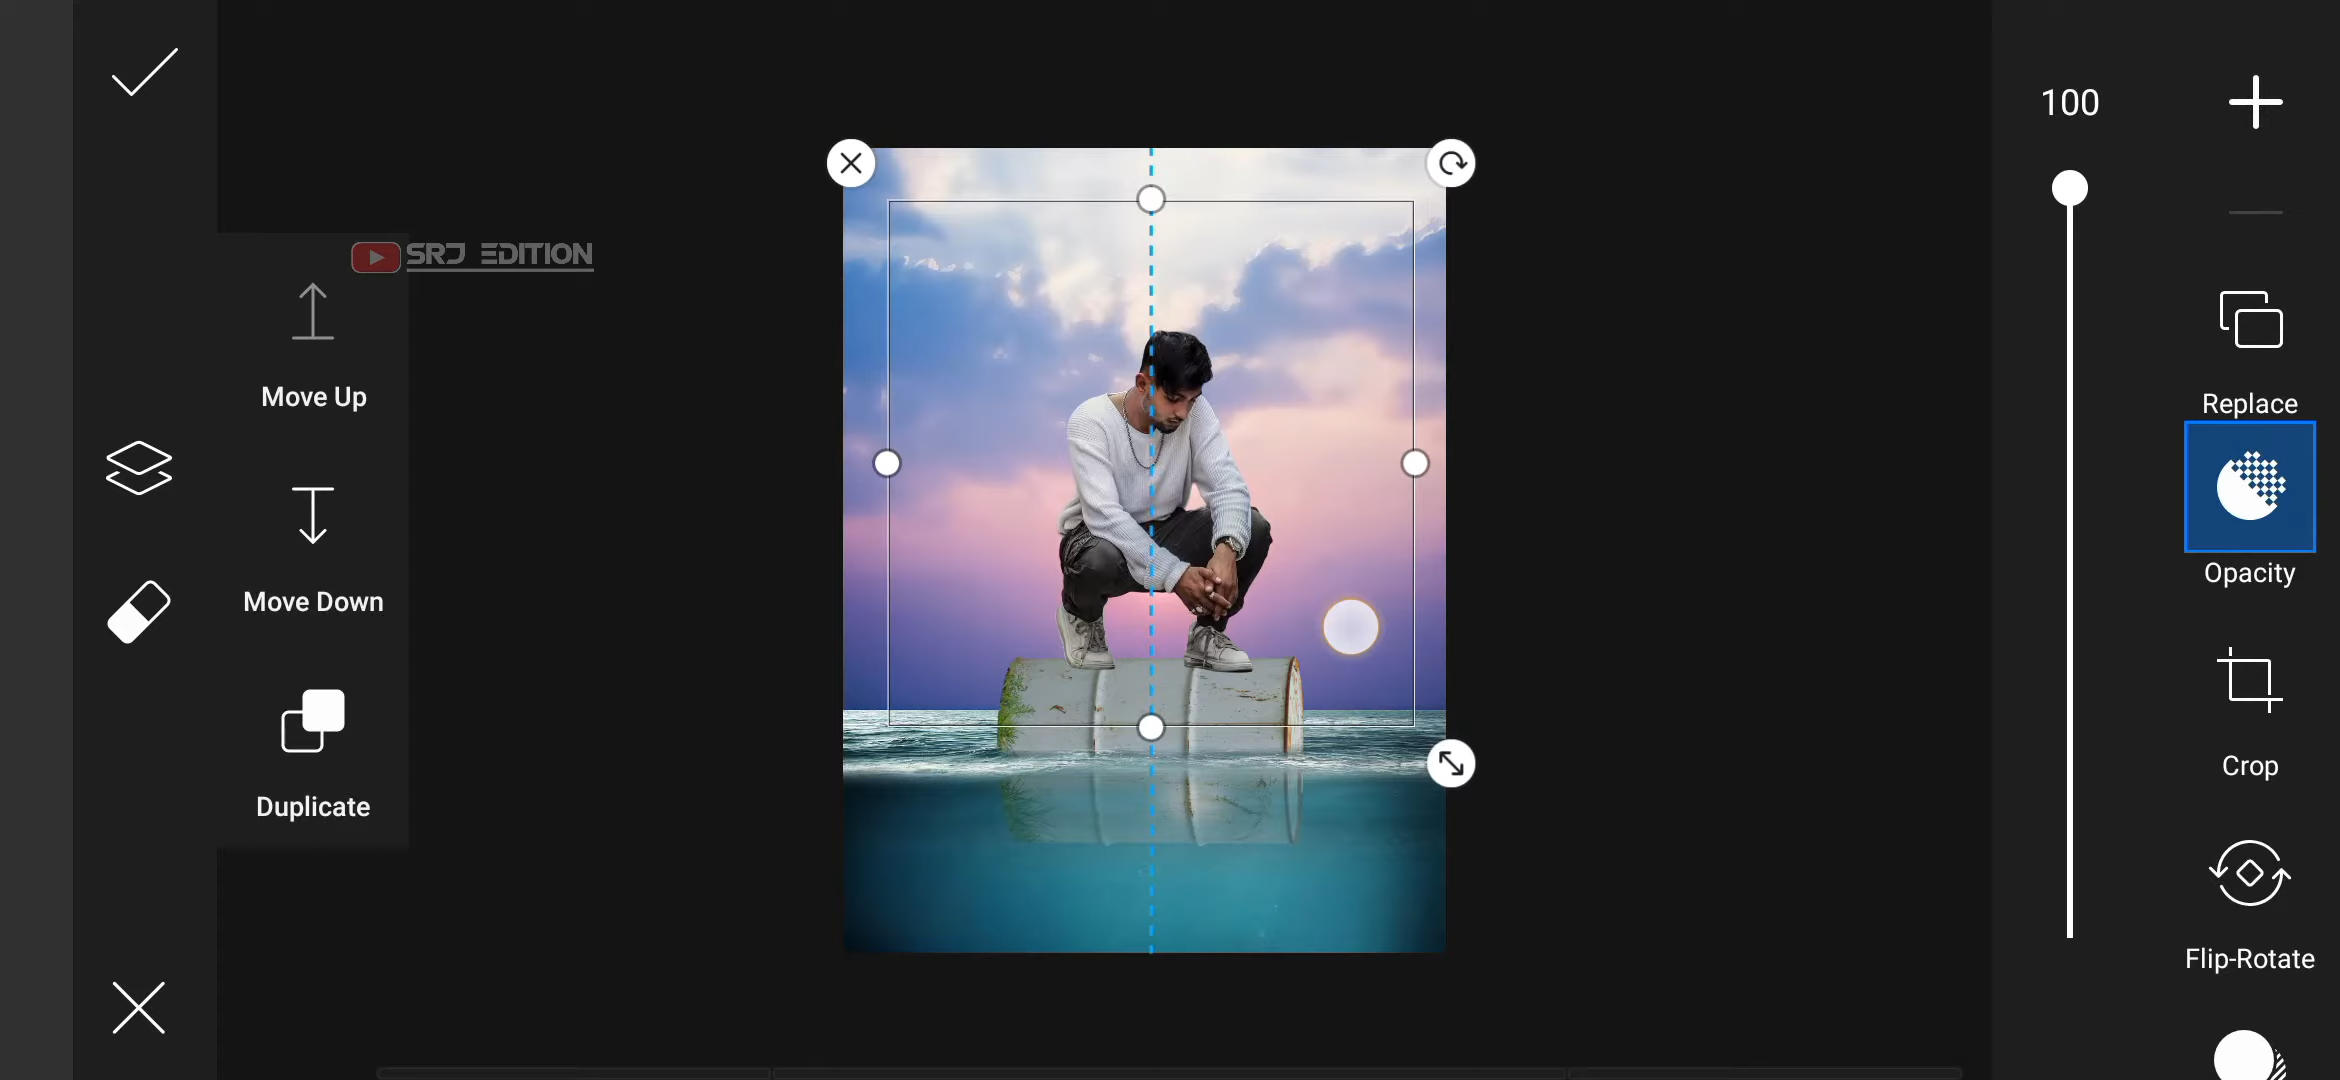 100
SRJ EDITION
Move Up
Replace
Opacity
Move Down
Crop
Duplicate
Flip-Rotate